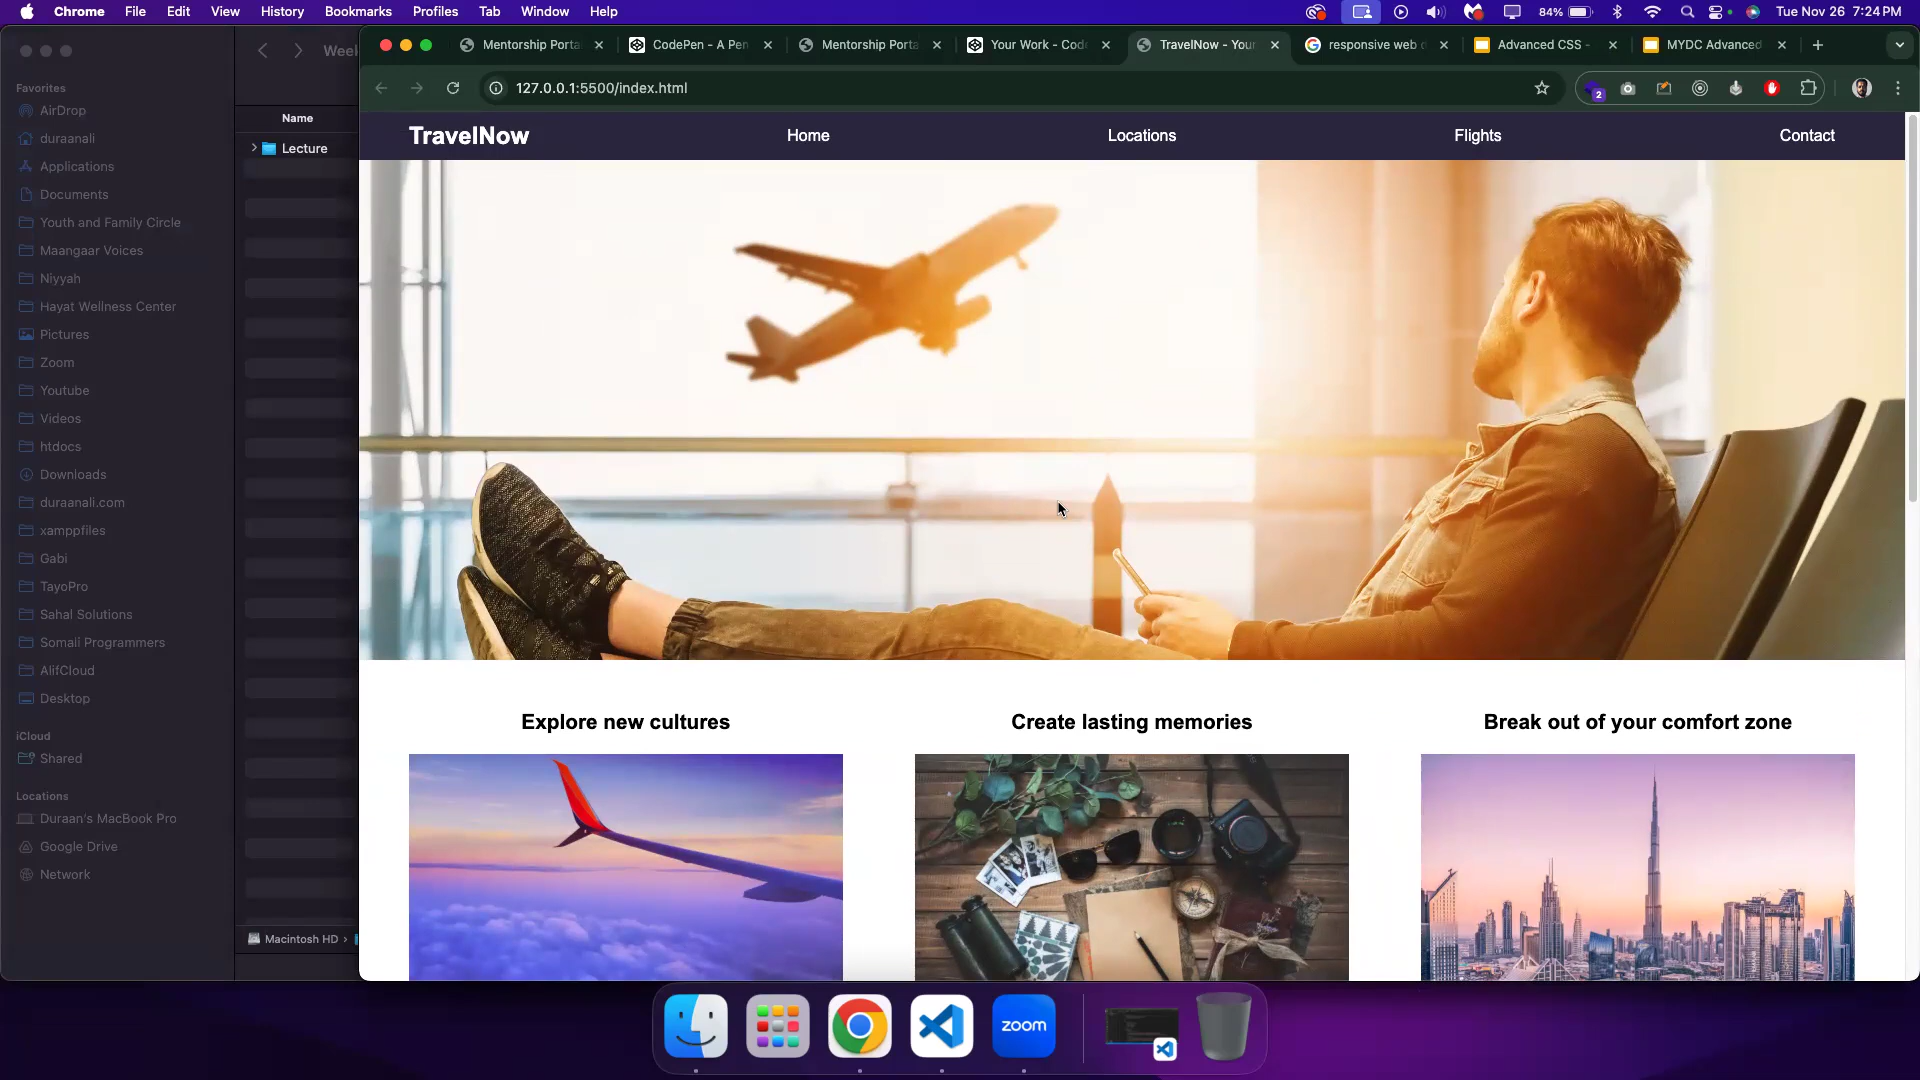 Chrome File Edit View History Bookmarks Profiles Tab Window Help 84% Tue Nov 26 7:24 PM
Week
Favorites
AirDrop
duraanali
Applications
Documents
Youth and Family Circle
Maangaar Voices
Niyyah
Hayat Wellness Center
Pictures
Zoom
Youtube
Videos
htdocs
Downloads
duraanali.com
xamppfiles
Gabi
TayoPro
Sahal Solutions
Somali Programmers
AlifCloud
Desktop
iCloud
Shared
Locations
Duraan's MacBook Pro
Google Drive
Network
Name
Lecture
Macintosh HD
Mentorship Porta CodePen - A Pen Mentorship Porta Your Work - Code TravelNow - Your responsive web d Advanced CSS - MYDC Advanced
127.0.0.1:5500/index.html
2
TravelNow Home Locations Flights Contact
Explore new cultures Create lasting memories Break out of your comfort zone
zoom